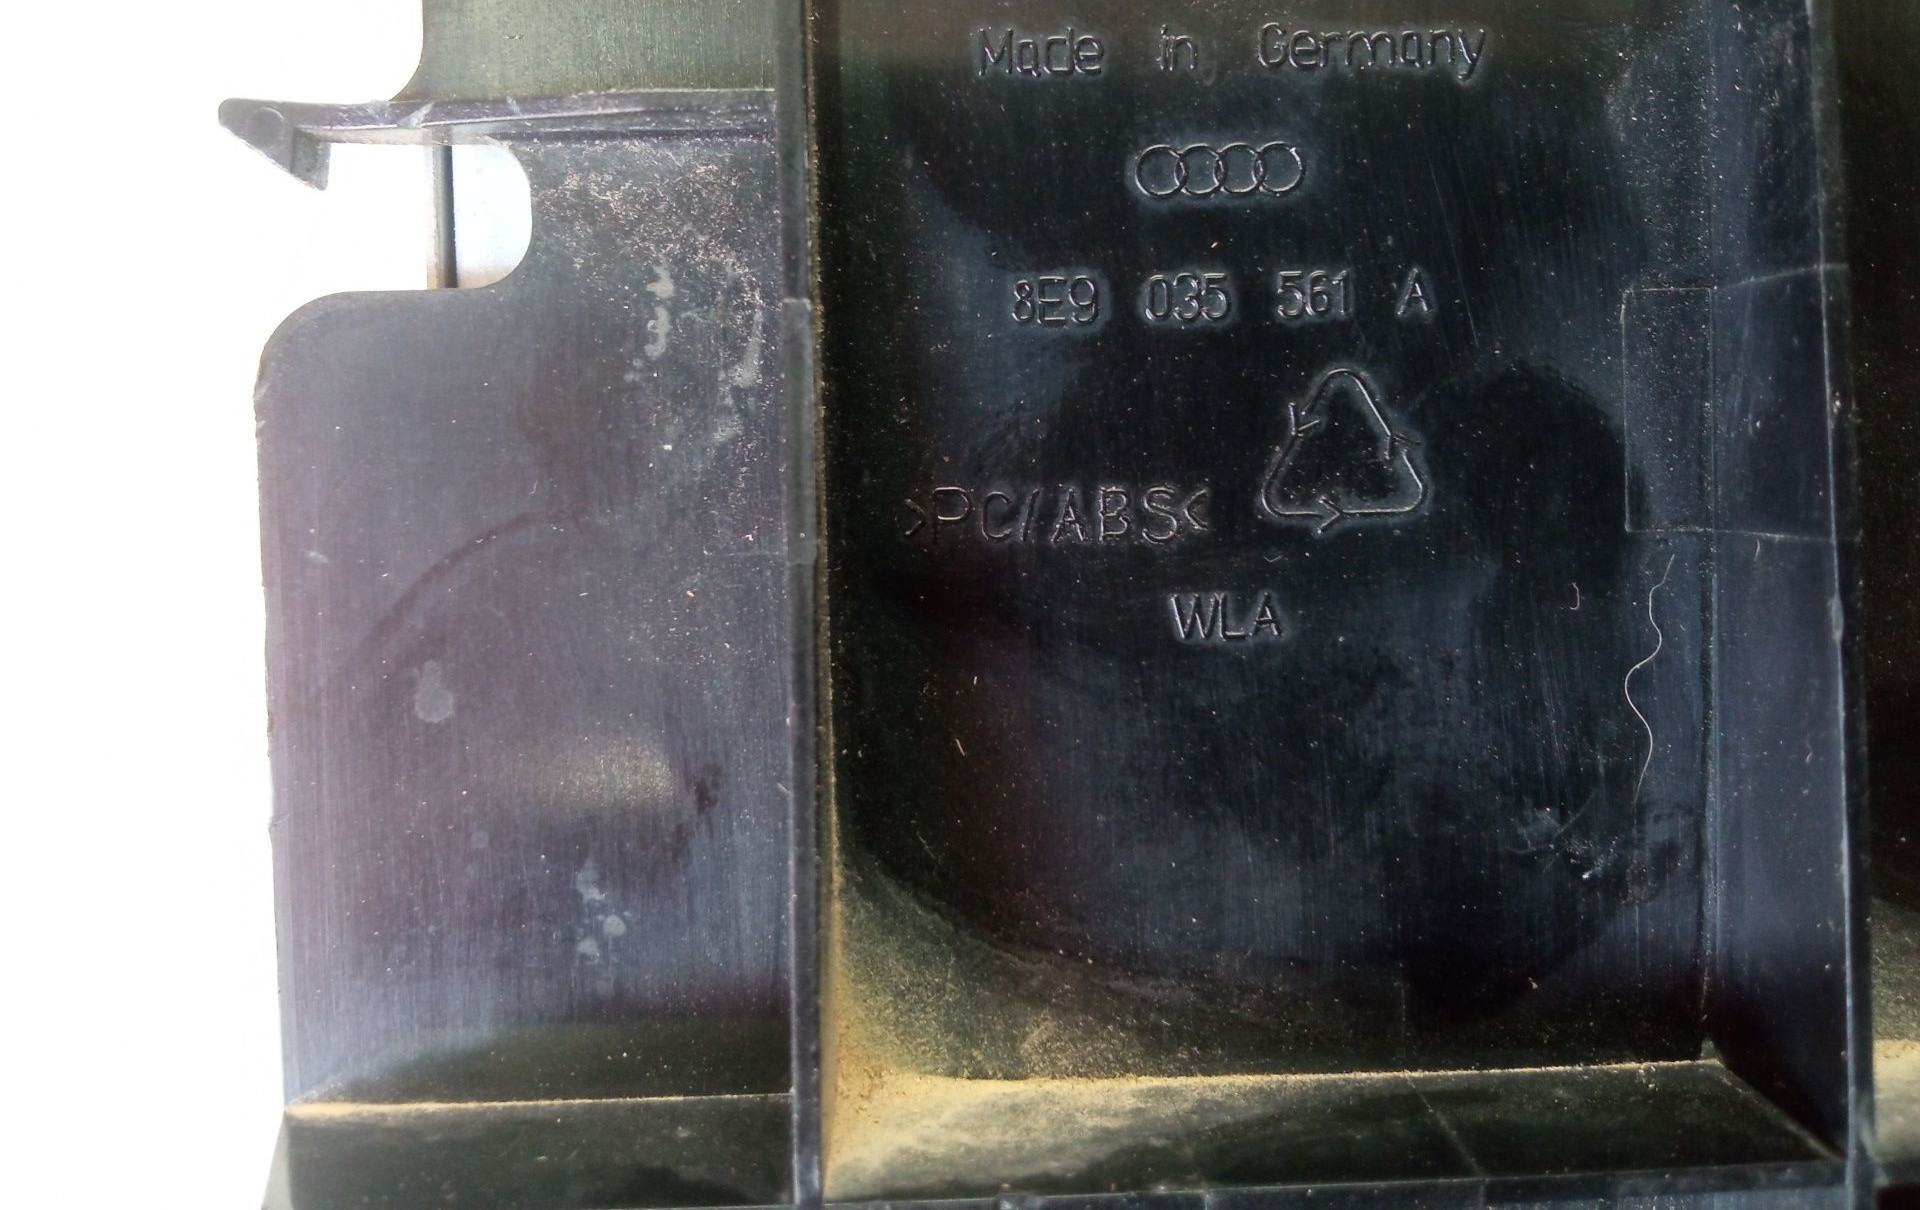 Made in Germany
8E9 035 561 A
>PC/ABS<
WLA